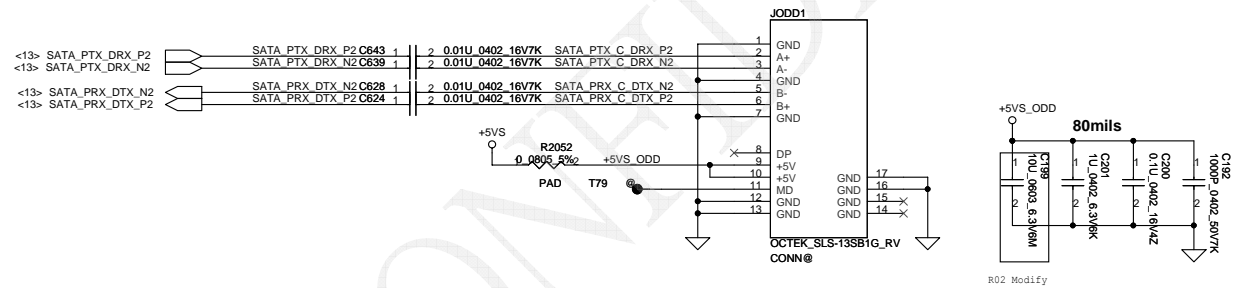 JODD1
<13> SATA_PTX_DRX_P2 SATA_PTX_DRX_P2 C643 1 2 0.01U_0402_16V7K SATA_PTX_C_DRX_P2
<13> SATA_PTX_DRX_N2 SATA_PTX_DRX_N2 C639 1 2 0.01U_0402_16V7K SATA_PTX_C_DRX_N2
<13> SATA_PRX_DTX_N2 SATA_PRX_DTX_N2 C628 1 2 0.01U_0402_16V7K SATA_PRX_C_DTX_N2
<13> SATA_PRX_DTX_P2 SATA_PRX_DTX_P2 C624 1 2 0.01U_0402_16V7K SATA_PRX_C_DTX_P2
1 GND
2 A+
3 A-
4 GND
5 B-
6 B+
7 GND
8 DP
9 +5V
10 +5V
11 MD
12 GND
13 GND
GND 17
GND 16
GND 15
GND 14
+5VS
R2052
1 0_0805_5% 2 +5VS_ODD
PAD T79 @
OCTEK_SLS-13SB1G_RV
CONN@
+5VS_ODD
80mils
1 2 C199
10U_0603_6.3V6M
1 2 C201
1U_0402_6.3V6K
1 2 C200
0.1U_0402_16V4Z
1 2 C192
1000P_0402_50V7K
R02 Modify